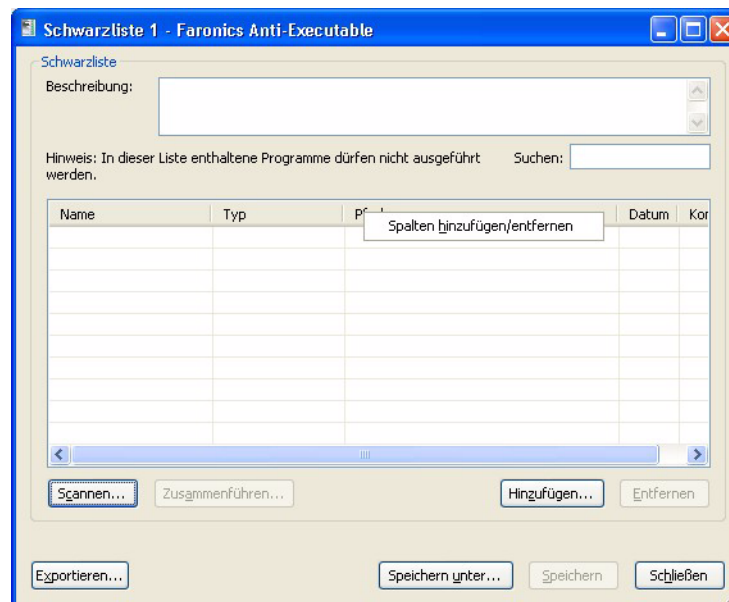 Schwarzliste 1 - Faronics Anti-Executable
Schwarzliste
Beschreibung:
Hinweis: In dieser Liste enthaltene Programme dürfen nicht ausgeführt
werden.
Suchen:
Name Typ Datum
Spalten hinzufügen/entfernen
Scannen... Zusammenführen... Hinzufügen... Entfernen
Exportieren... Speichern unter... Speichern Schließen